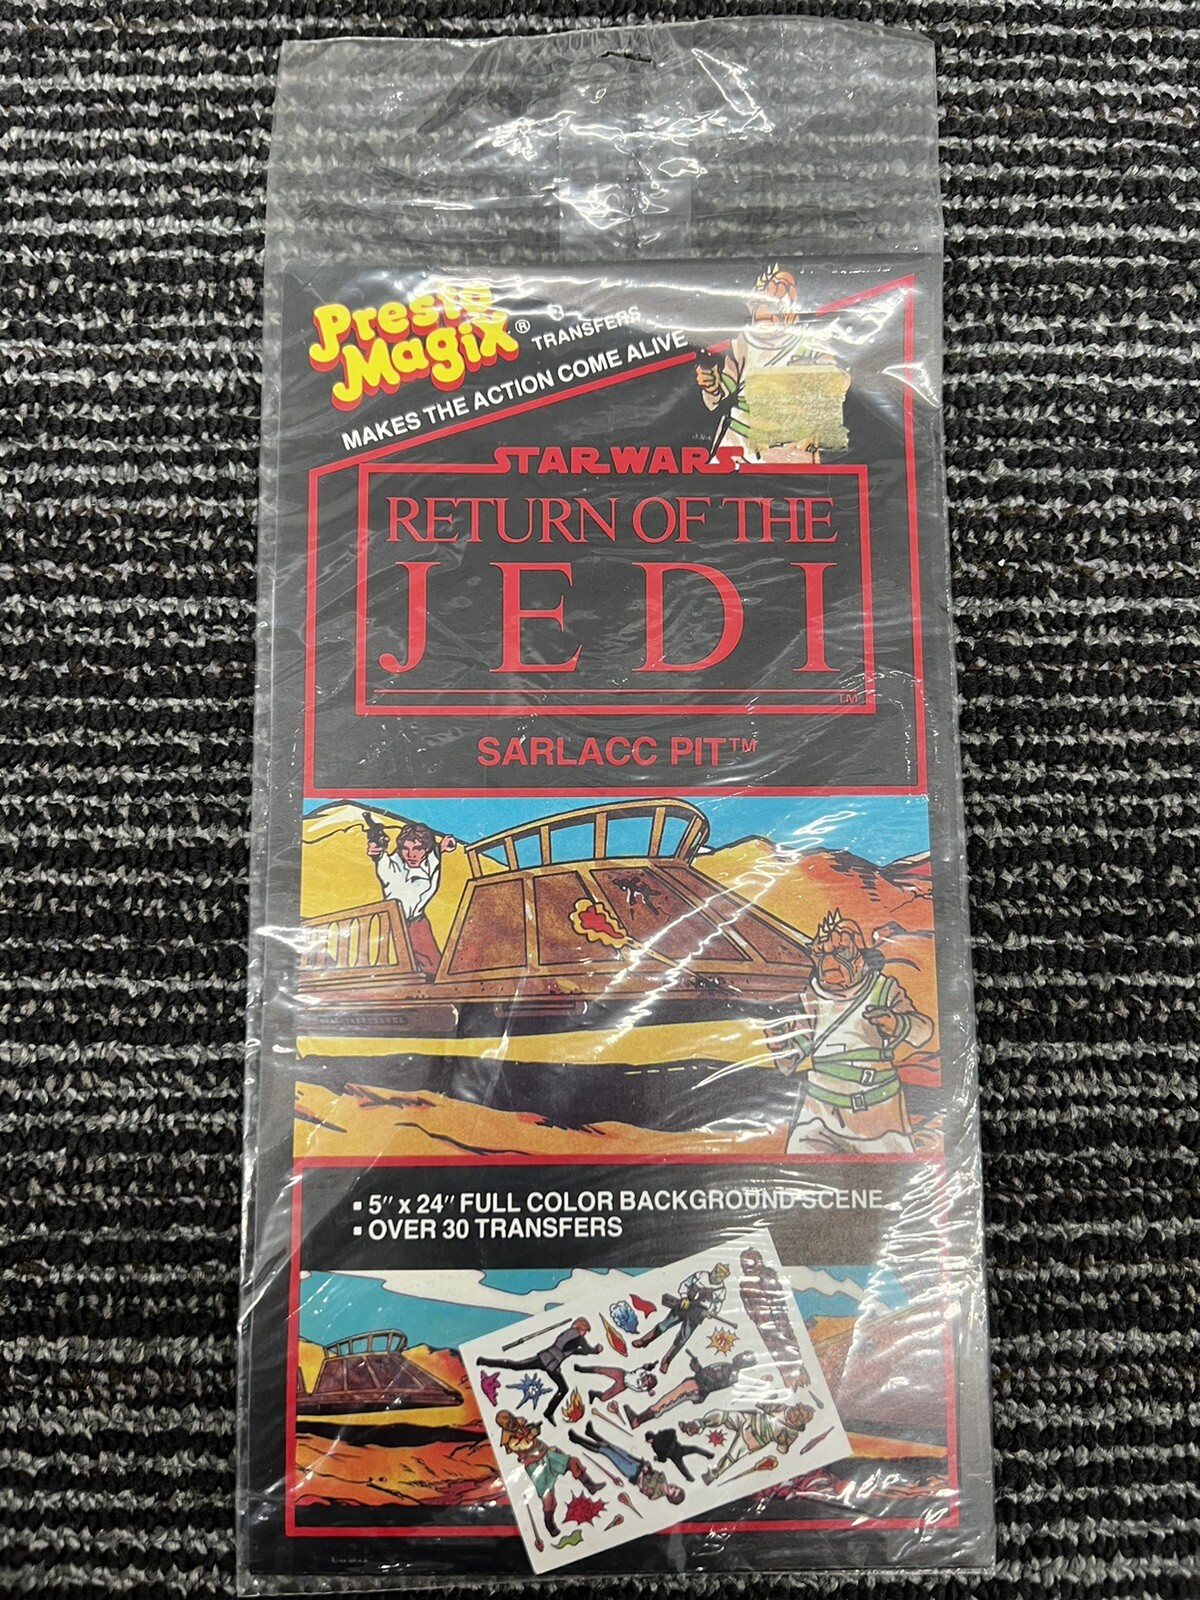 Presto
Magix® TRANSFERS
MAKES THE ACTION COME ALIVE
STAR WARS
RETURN OF THE
JEDI
TM
SARLACC PIT™
▪ 5" x 24" FULL COLOR BACKGROUND SCENE
▪ OVER 30 TRANSFERS